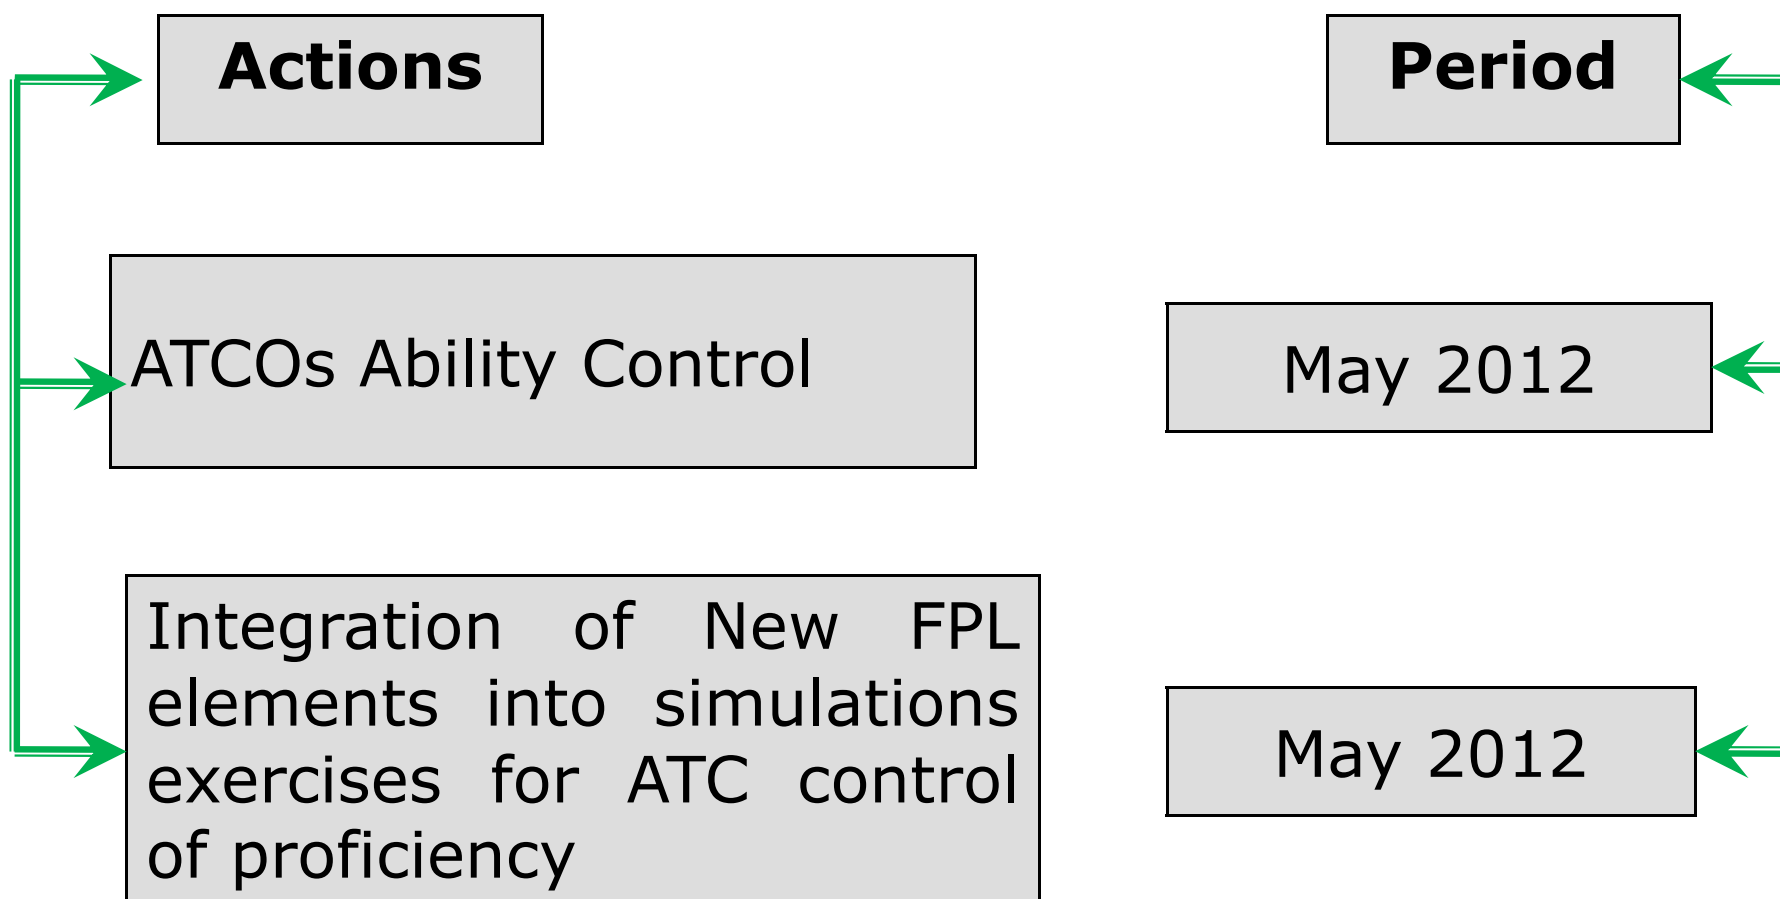 Actions
Period
ATCOs Ability Control
May 2012
Integration of New FPL
elements into simulations
exercises for ATC control
of proficiency
May 2012